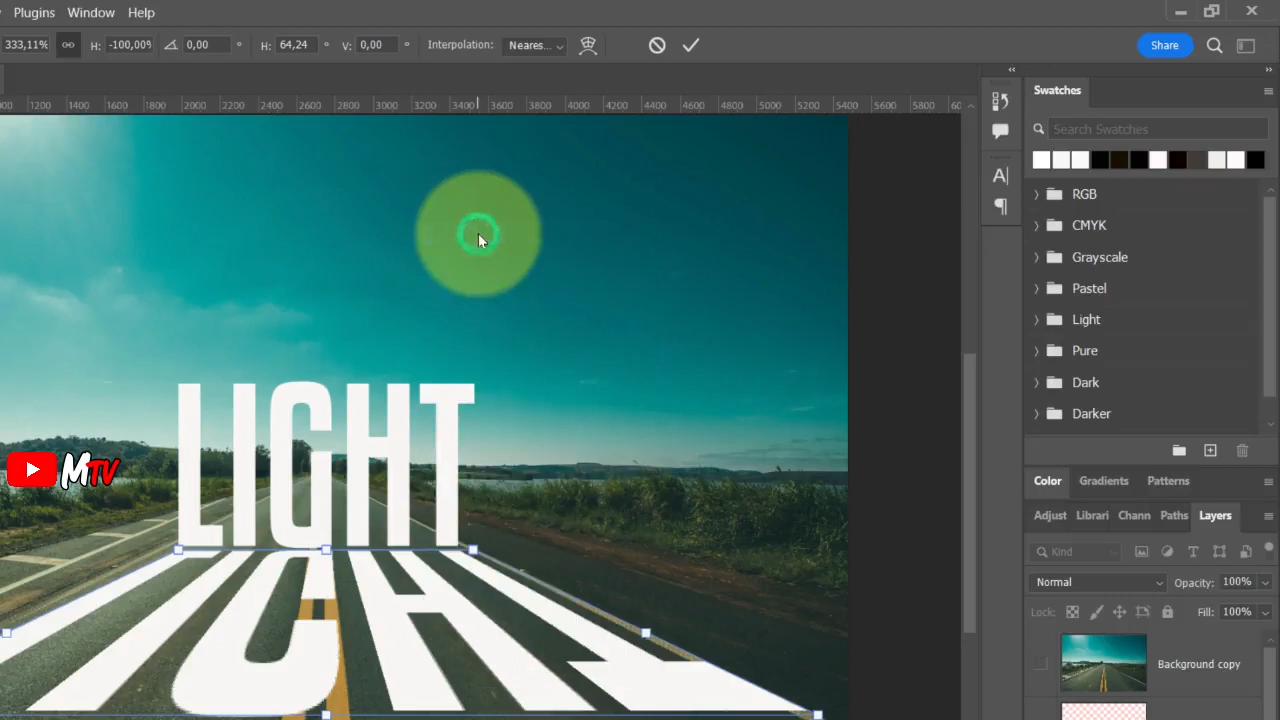 Plugins Window Help
333,11% H: -100,00% 0,00 ° H: 64,24 ° V: 0,00 ° Interpolation: Neares...
Share
1200 1400 1600 1800 2000 2200 2400 2600 2800 3000 3200 3400 3600 3800 4000 4200 4400 4600 4800 5000 5200 5400 5600 5800
Swatches
Search Swatches
RGB
CMYK
Grayscale
Pastel
Light
Pure
Dark
Darker
LIGHT
MTV
Color Gradients Patterns
Adjust Librari Chann Paths Layers
Kind
Normal Opacity: 100%
Lock: Fill: 100%
Background copy